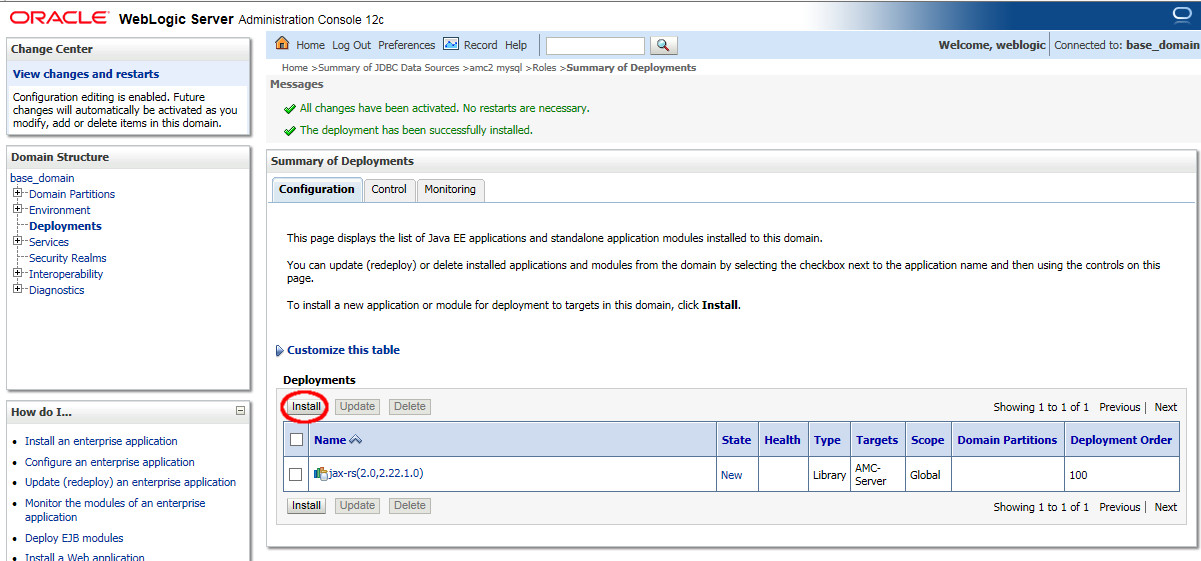 ORACLE WebLogic Server Administration Console 12c
Change Center
View changes and restarts
Configuration editing is enabled. Future
changes will automatically be activated as you
modify, add or delete items in this domain.
Domain Structure
base_domain
Domain Partitions
Environment
Deployments
Services
Security Realms
Interoperability
Diagnostics
How do I...
Install an enterprise application
Configure an enterprise application
Update (redeploy) an enterprise application
Monitor the modules of an enterprise
application
Deploy EJB modules
Install a Web application
Home Log Out Preferences Record Help
Welcome, weblogic Connected to: base_domain
Home >Summary of JDBC Data Sources >amc2 mysql >Roles >Summary of Deployments
Messages
All changes have been activated. No restarts are necessary.
The deployment has been successfully installed.
Summary of Deployments
Configuration Control Monitoring
This page displays the list of Java EE applications and standalone application modules installed to this domain.
You can update (redeploy) or delete installed applications and modules from the domain by selecting the checkbox next to the application name and then using the controls on this
page.
To install a new application or module for deployment to targets in this domain, click Install.
Customize this table
Deployments
Install Update Delete Showing 1 to 1 of 1 Previous | Next
Name State Health Type Targets Scope Domain Partitions Deployment Order
jax-rs(2.0,2.22.1.0) New Library AMC-
Server Global 100
Install Update Delete Showing 1 to 1 of 1 Previous | Next